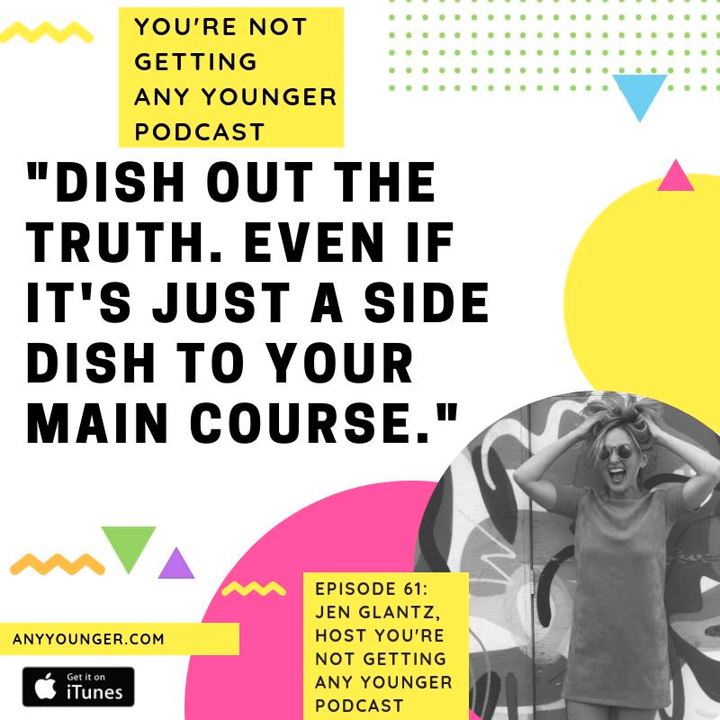 YOU'RE NOT
GETTING
ANY YOUNGER
PODCAST
"DISH OUT THE
TRUTH. EVEN IF
IT'S JUST A SIDE
DISH TO YOUR
MAIN COURSE."
EPISODE 61:
JEN GLANTZ,
HOST YOU'RE
NOT GETTING
ANY YOUNGER
PODCAST
ANYYOUNGER.COM
Get it on
iTunes